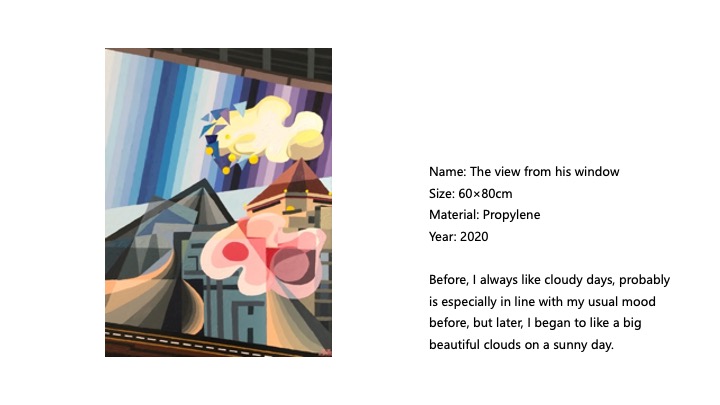 Name: The view from his window
Size: 60×80cm
Material: Propylene
Year: 2020
Before, I always like cloudy days, probably
is especially in line with my usual mood
before, but later, I began to like a big
beautiful clouds on a sunny day.